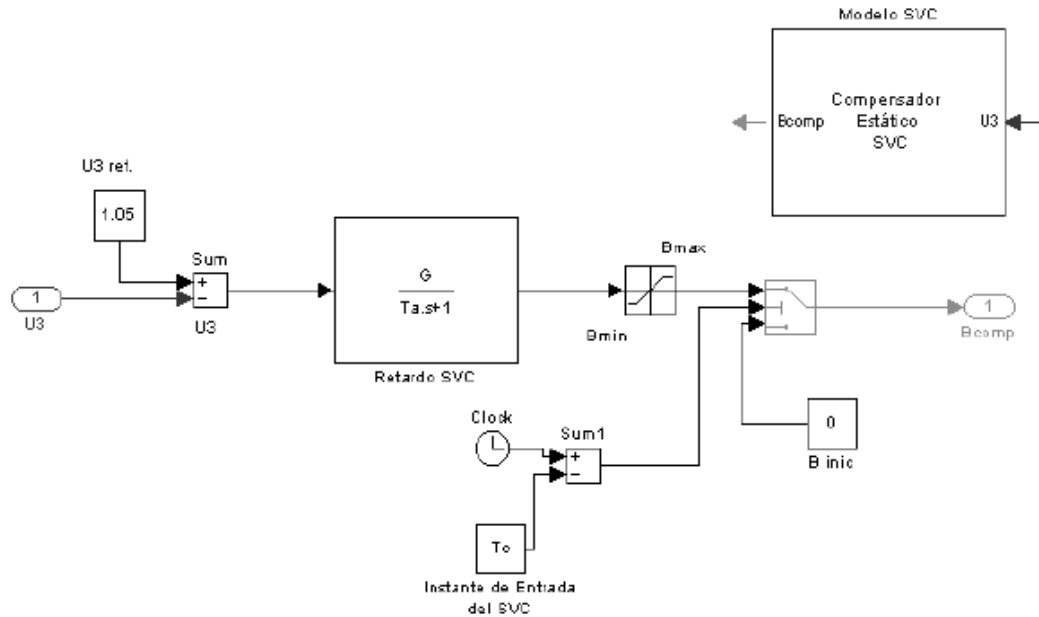 Modelo SVC
Bcomp
Compensador
Estático
SVC
U3
U3 ref.
1.05
Sum
+
−
U3
1
U3
G
Ta.s+1
Retardo SVC
Bmax
Bmin
1
Bcomp
0
B inic
Clock
Sum1
+
−
To
Instante de Entrada
del SVC